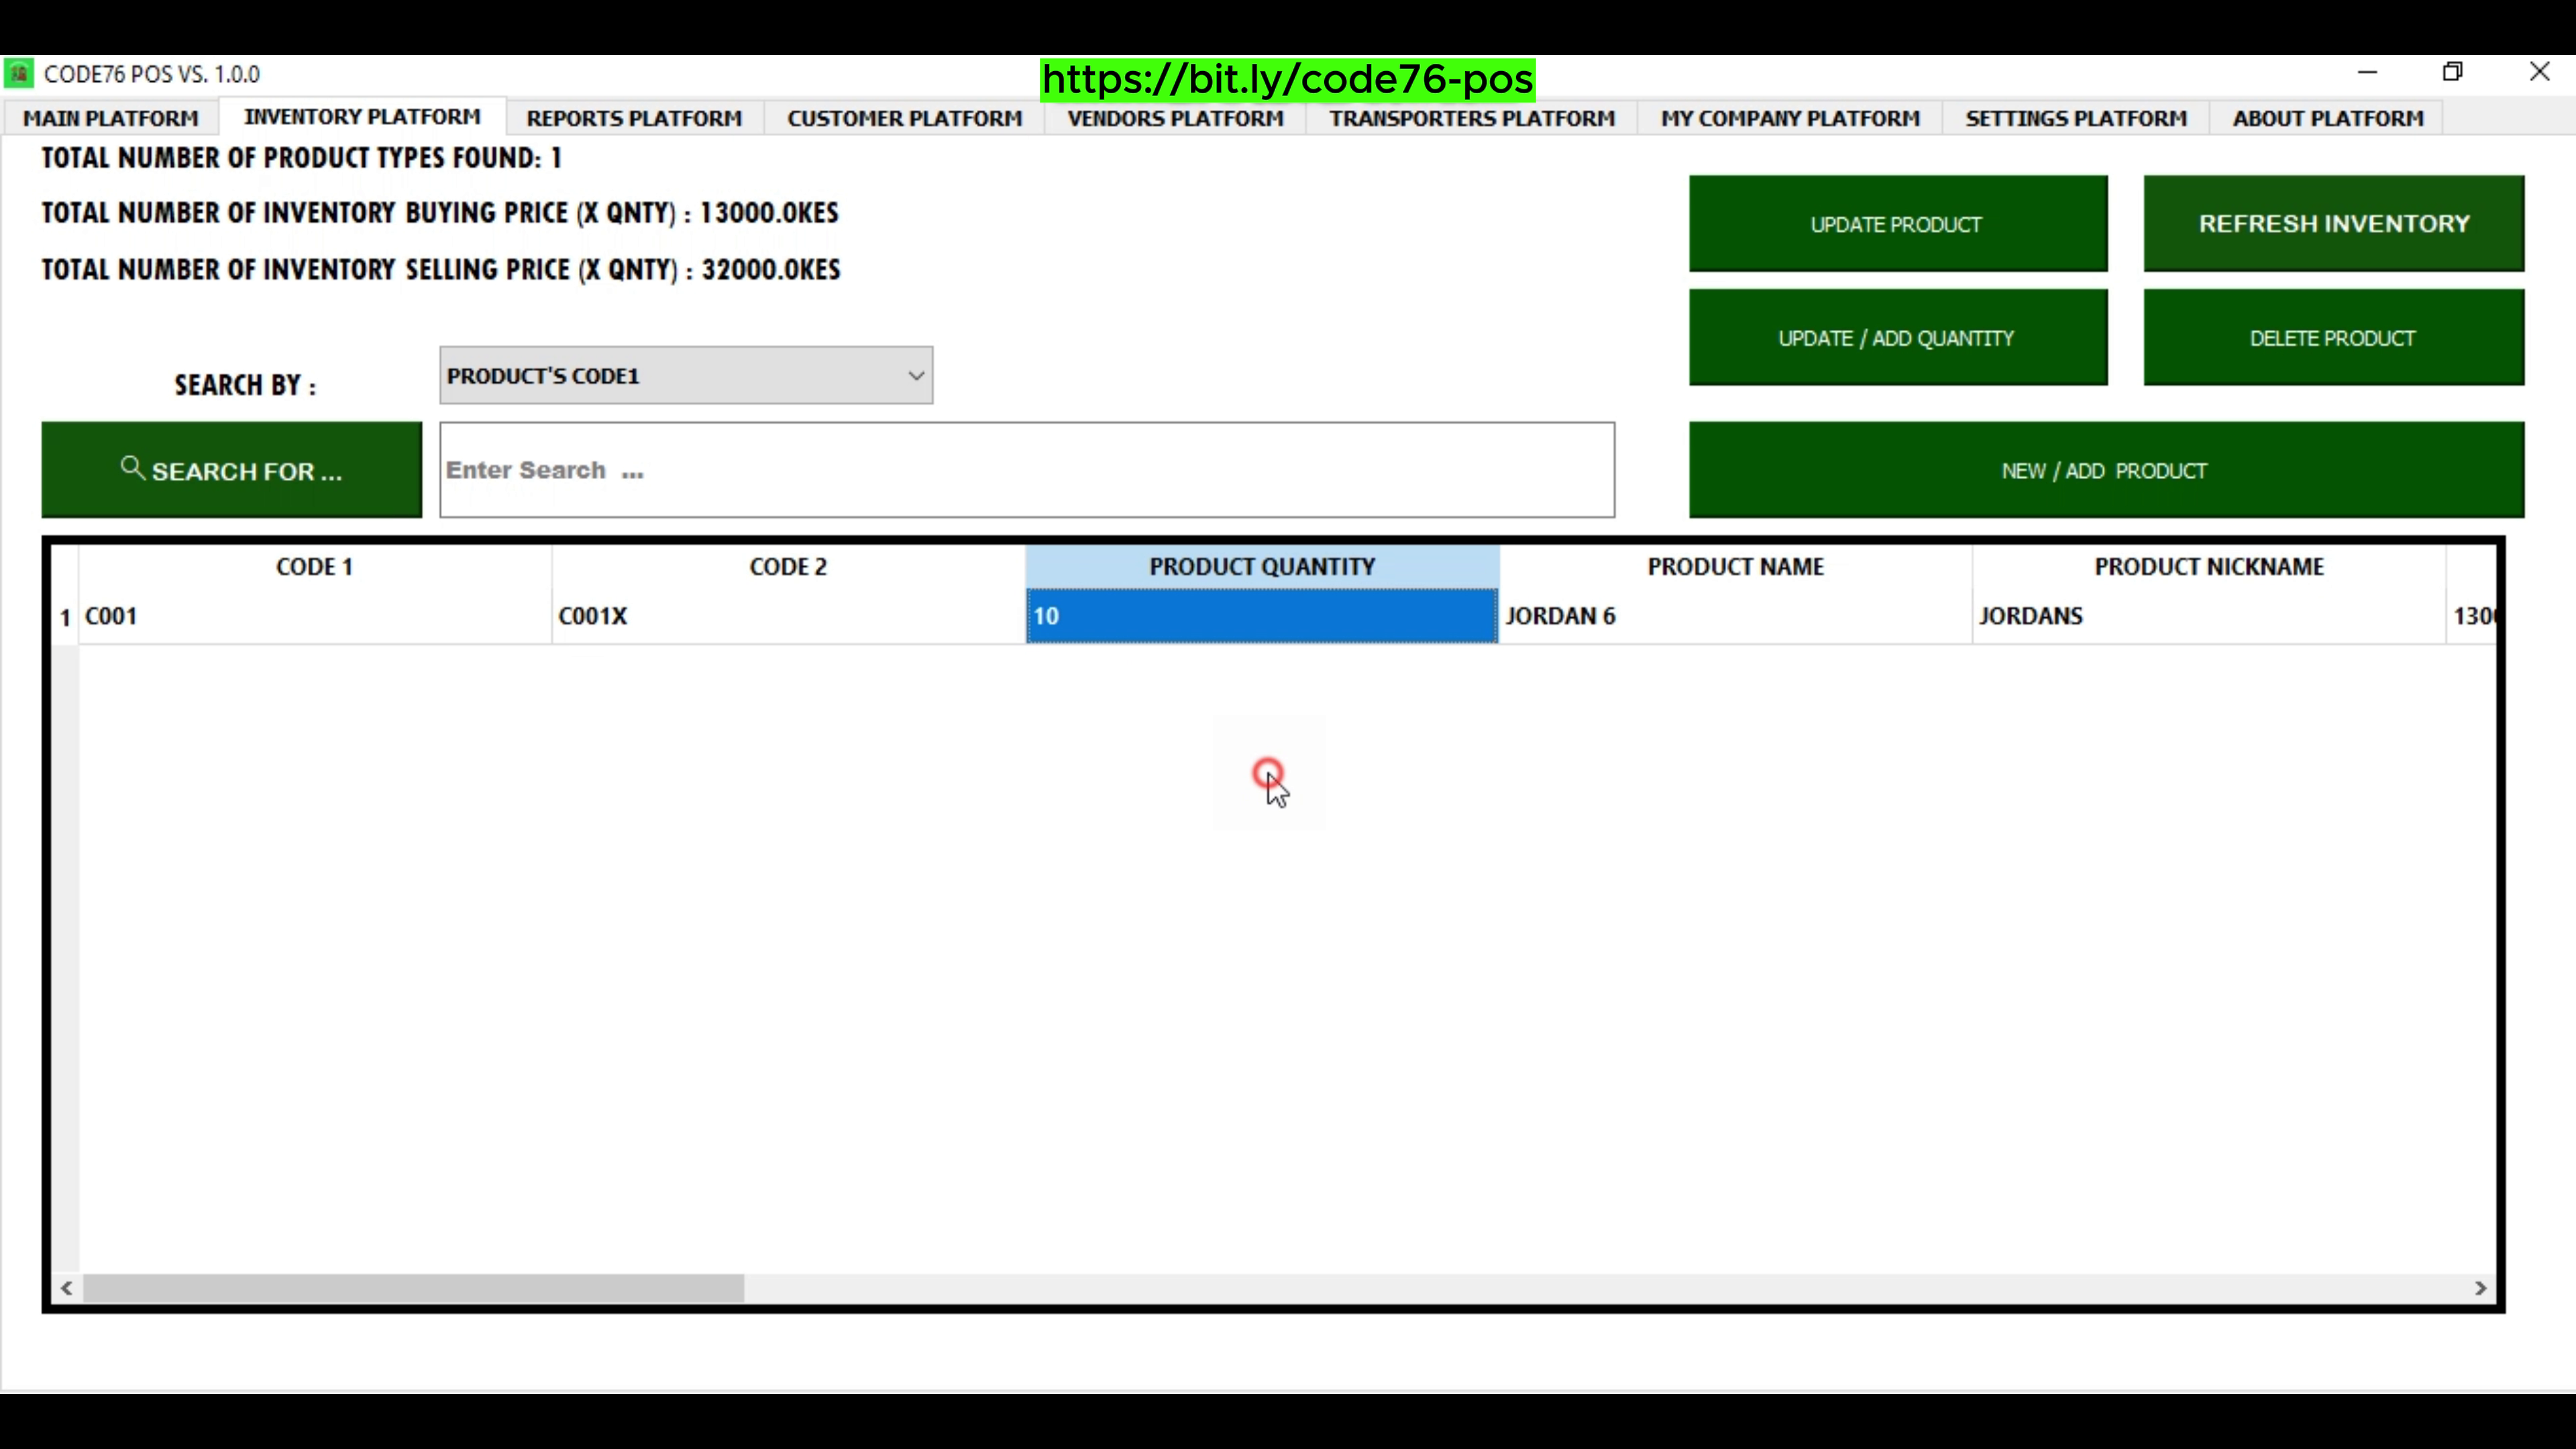 CODE76 POS VS. 1.0.0
https://bit.ly/code76-pos
MAIN PLATFORM INVENTORY PLATFORM REPORTS PLATFORM CUSTOMER PLATFORM VENDORS PLATFORM TRANSPORTERS PLATFORM MY COMPANY PLATFORM SETTINGS PLATFORM ABOUT PLATFORM
TOTAL NUMBER OF PRODUCT TYPES FOUND: 1
TOTAL NUMBER OF INVENTORY BUYING PRICE (X QNTY) : 13000.0KES
TOTAL NUMBER OF INVENTORY SELLING PRICE (X QNTY) : 32000.0KES
UPDATE PRODUCT REFRESH INVENTORY
UPDATE / ADD QUANTITY DELETE PRODUCT
SEARCH BY : PRODUCT'S CODE1
SEARCH FOR ... Enter Search ... NEW / ADD PRODUCT
CODE 1 CODE 2 PRODUCT QUANTITY PRODUCT NAME PRODUCT NICKNAME
1 C001 C001X 10 JORDAN 6 JORDANS